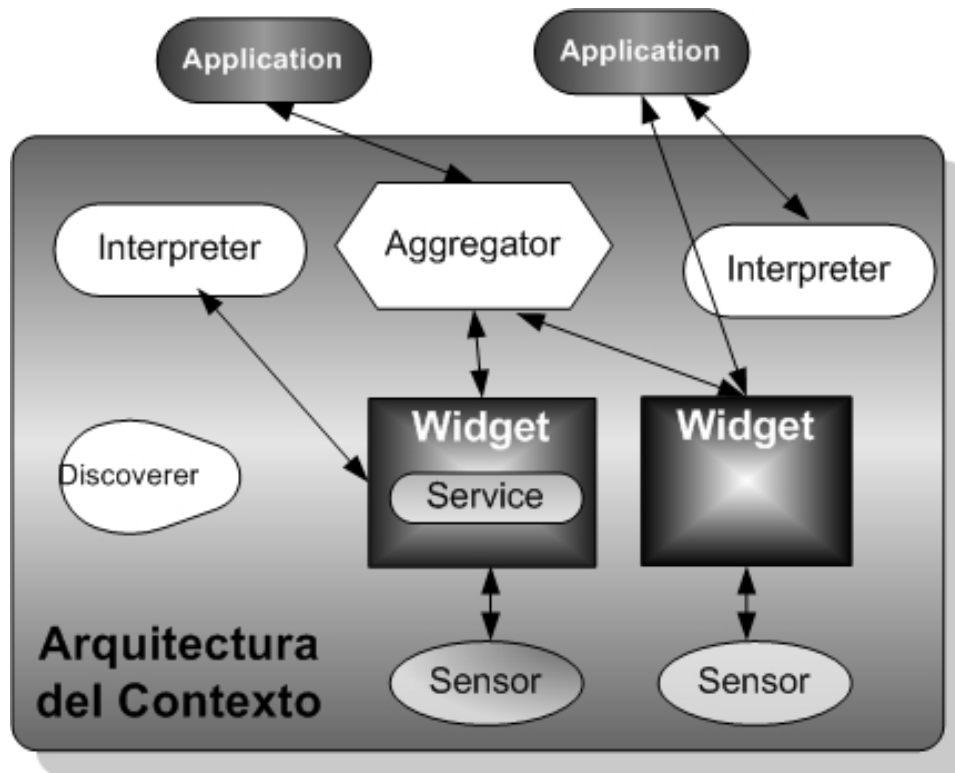 Application
Application
Interpreter
Aggregator
Interpreter
Widget
Widget
Service
Discoverer
Arquitectura
del Contexto
Sensor
Sensor